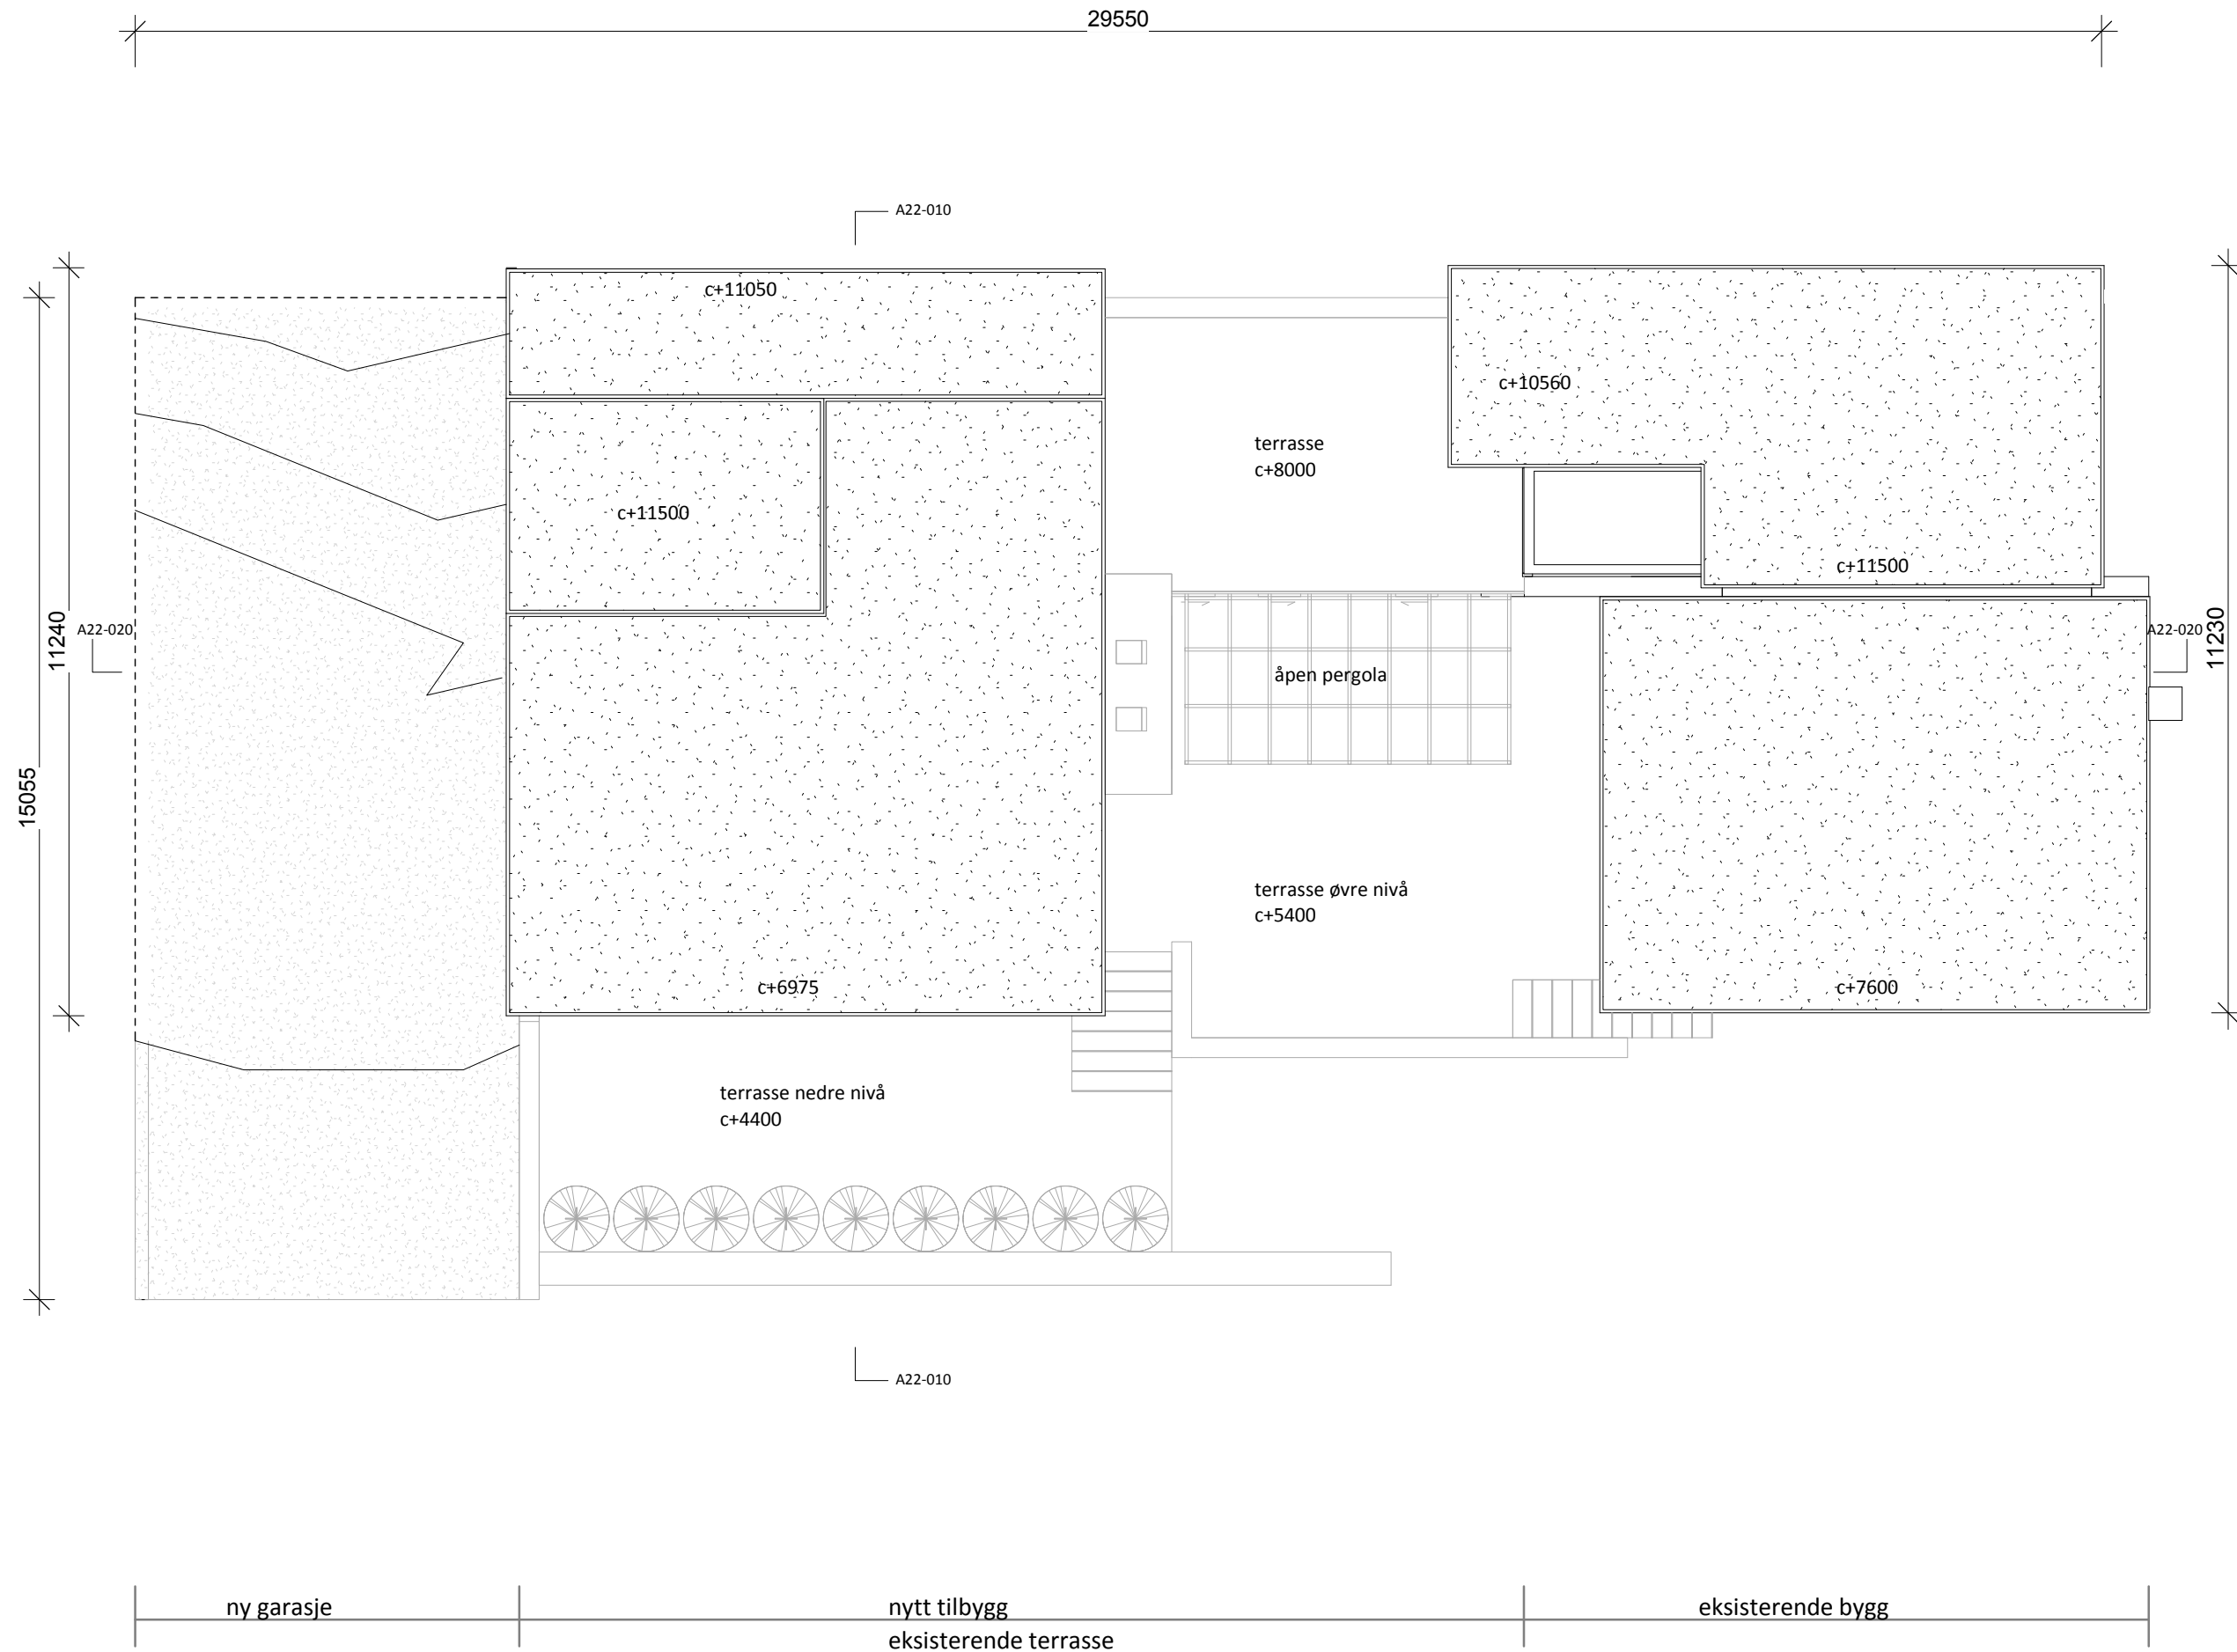 29550
A22-010
c+11050
c+10560
terrasse
c+8000
c+11500
c+11500
11240
A22-020
A22-020
11230
åpen pergola
15055
terrasse øvre nivå
c+5400
c+6975
c+7600
terrasse nedre nivå
c+4400
A22-010
ny garasje
nytt tilbygg
eksisterende bygg
eksisterende terrasse